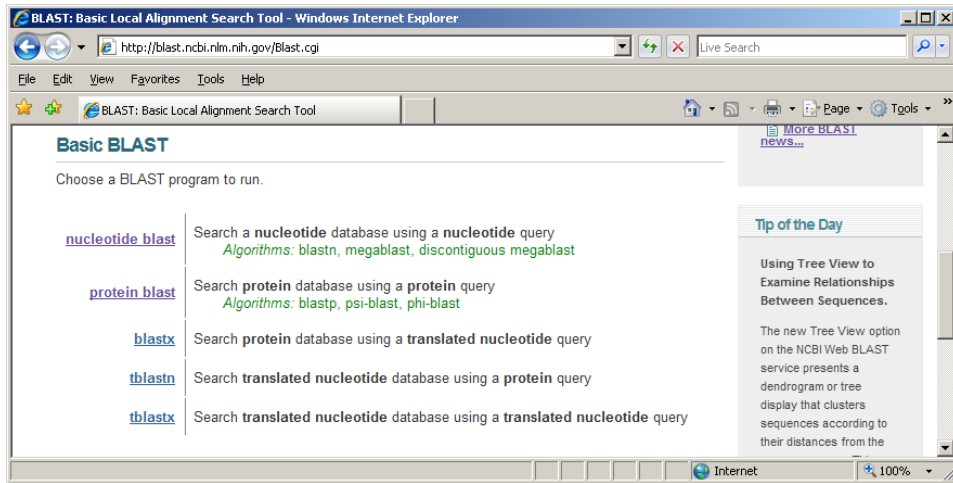 BLAST: Basic Local Alignment Search Tool - Windows Internet Explorer
http://blast.ncbi.nlm.nih.gov/Blast.cgi
Live Search
File Edit View Favorites Tools Help
BLAST: Basic Local Alignment Search Tool
Page Tools
Basic BLAST
Choose a BLAST program to run.
nucleotide blast
Search a nucleotide database using a nucleotide query
Algorithms: blastn, megablast, discontiguous megablast
protein blast
Search protein database using a protein query
Algorithms: blastp, psi-blast, phi-blast
blastx
Search protein database using a translated nucleotide query
tblastn
Search translated nucleotide database using a protein query
tblastx
Search translated nucleotide database using a translated nucleotide query
More BLAST
news...
Tip of the Day
Using Tree View to
Examine Relationships
Between Sequences.
The new Tree View option
on the NCBI Web BLAST
service presents a
dendrogram or tree
display that clusters
sequences according to
their distances from the
Internet
100%